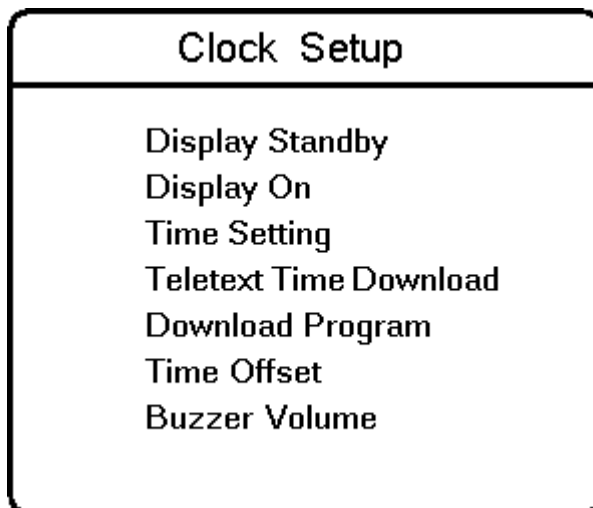 Clock Setup
Display Standby
Display On
Time Setting
Teletext Time Download
Download Program
Time Offset
Buzzer Volume